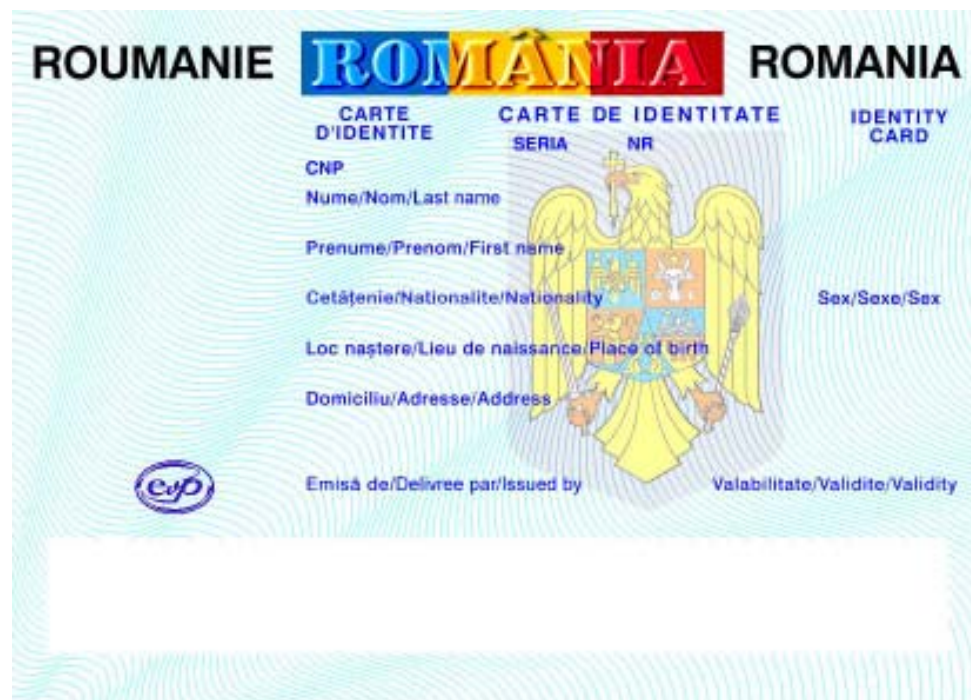 ROUMANIE ROMÂNIA ROMANIA
CARTE D'IDENTITE
CARTE DE IDENTITATE
IDENTITY CARD
SERIA NR
CNP
Nume/Nom/Last name
Prenume/Prenom/First name
Cetăţenie/Nationalite/Nationality Sex/Sexe/Sex
Loc naştere/Lieu de naissance/Place of birth
Domiciliu/Adresse/Address
evp
Emisă de/Delivree par/Issued by Valabilitate/Validite/Validity